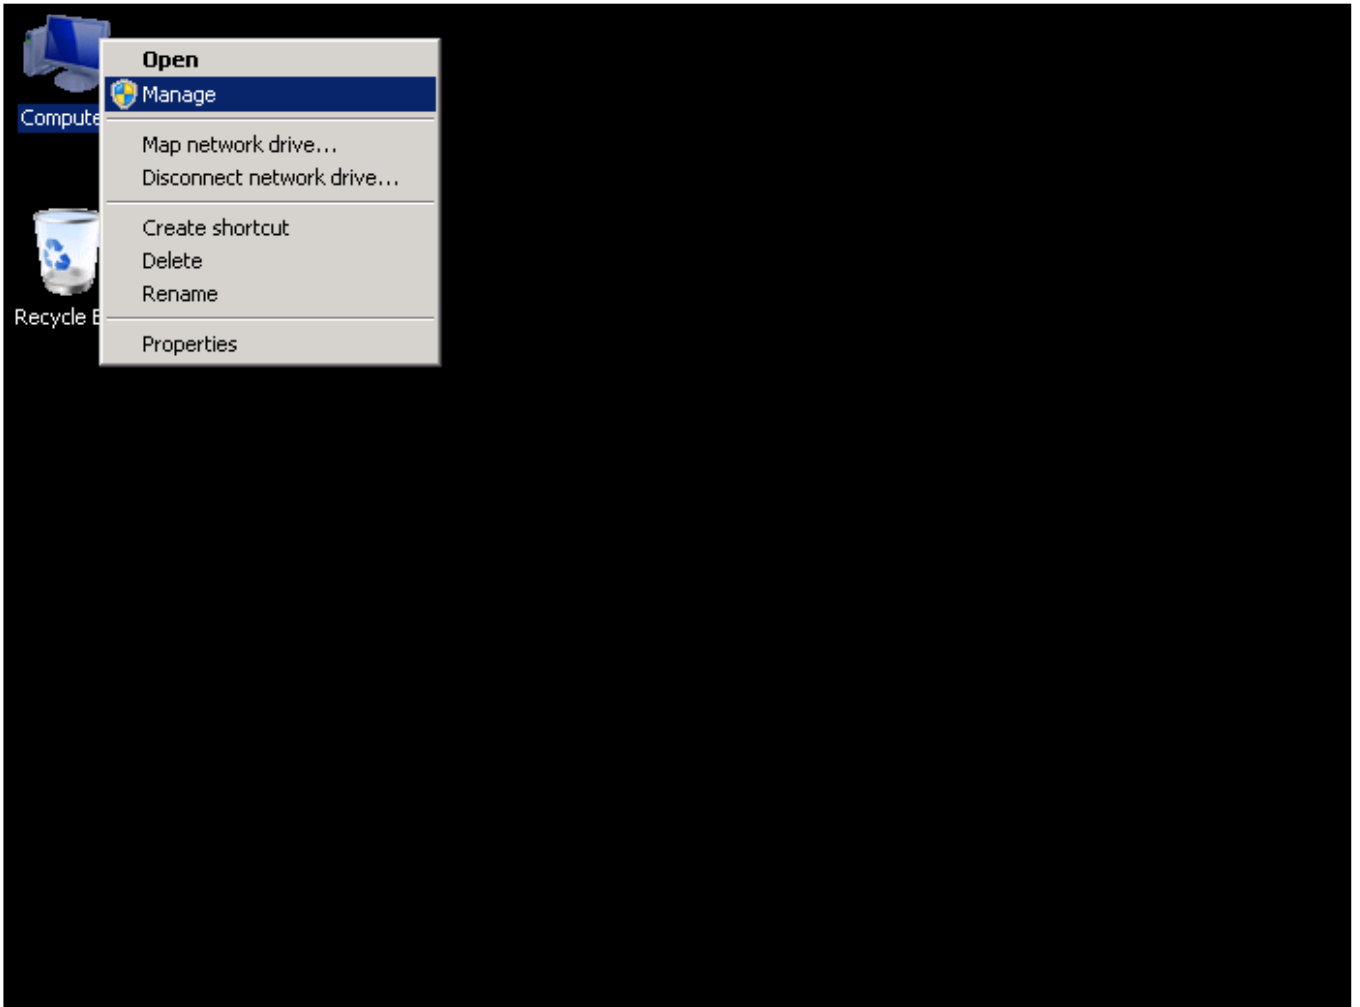 Open
Manage
Compute
Map network drive...
Disconnect network drive...
Create shortcut
Delete
Rename
Recycle
Properties